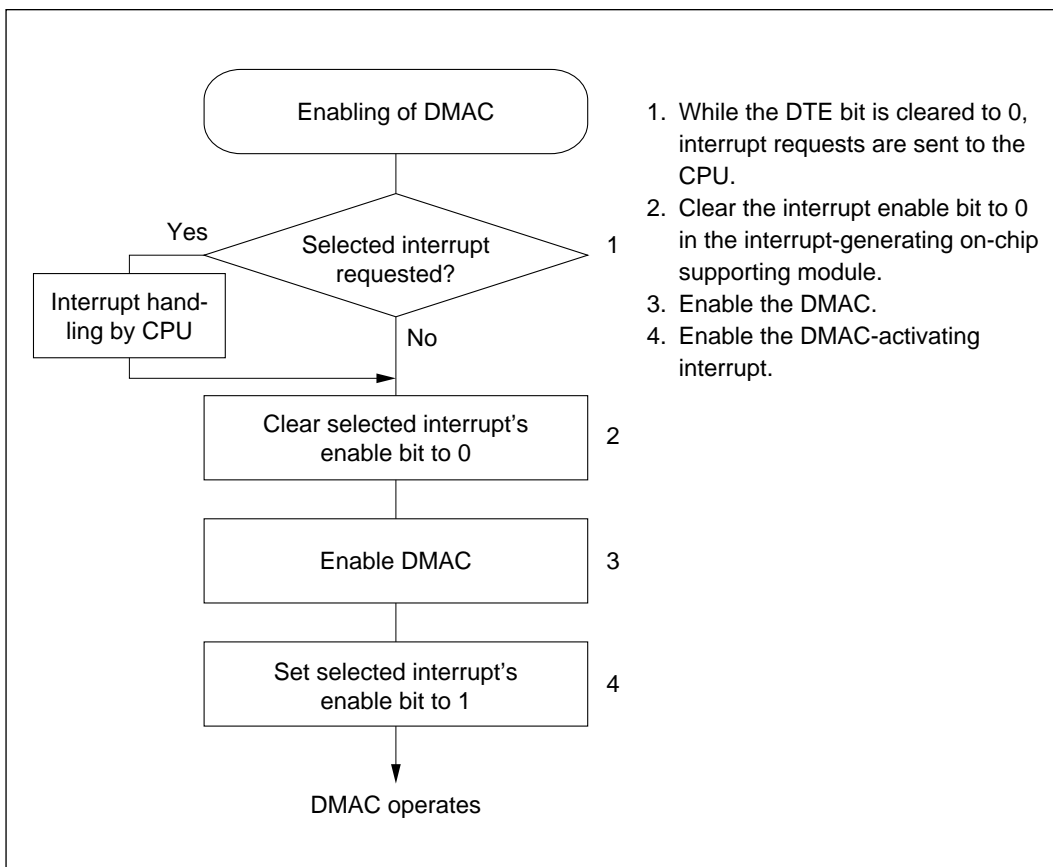 Enabling of DMAC
Yes
Selected interrupt
requested?
1
Interrupt hand-
ling by CPU
No
Clear selected interrupt's
enable bit to 0
2
Enable DMAC
3
Set selected interrupt's
enable bit to 1
4
DMAC operates
1. While the DTE bit is cleared to 0,
interrupt requests are sent to the
CPU.
2. Clear the interrupt enable bit to 0
in the interrupt-generating on-chip
supporting module.
3. Enable the DMAC.
4. Enable the DMAC-activating
interrupt.